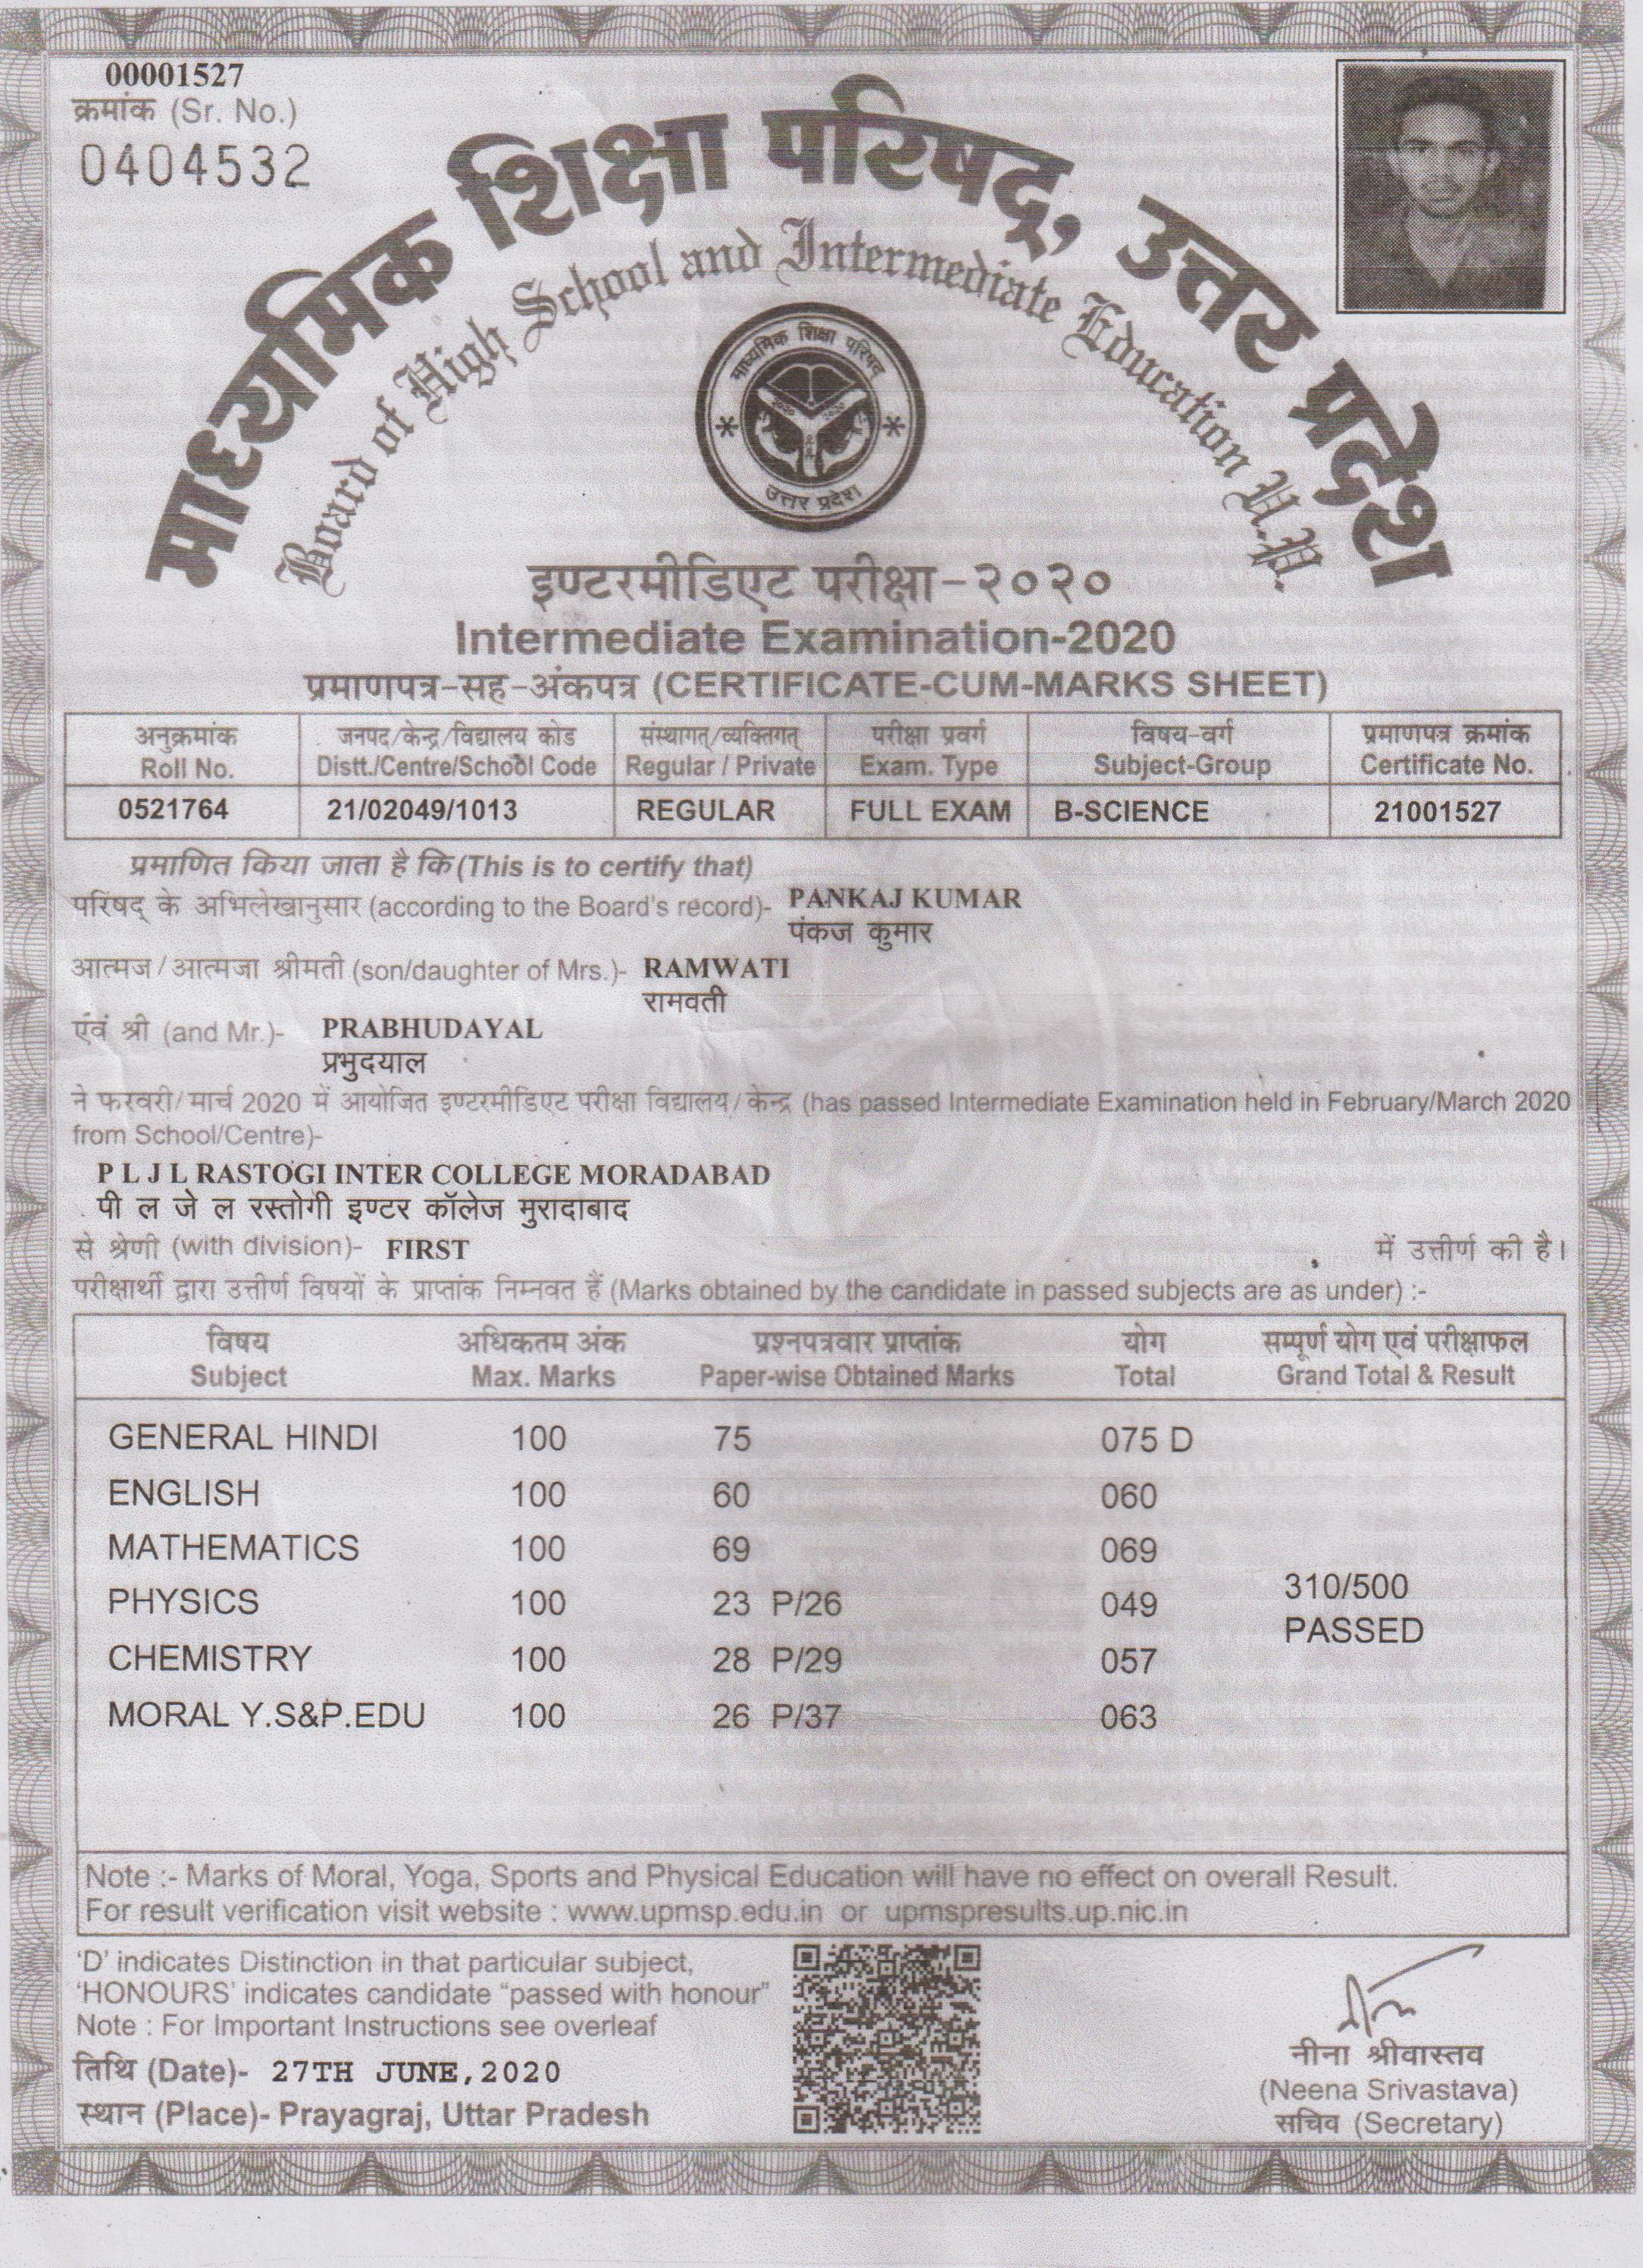 00001527
क्रमांक (Sr. No.)
0404532
माध्यमिक शिक्षा परिषद्, उत्तर प्रदेश
Board of High School and Intermediate Education U.P.
माध्यमिक शिक्षा परिषद्
उत्तर प्रदेश
इण्टरमीडिएट परीक्षा-२०२०
Intermediate Examination-2020
प्रमाणपत्र-सह-अंकपत्र (CERTIFICATE-CUM-MARKS SHEET)
अनुक्रमांक जनपद/केन्द्र/विद्यालय कोड संस्थागत्/व्यक्तिगत् परीक्षा प्रवर्ग विषय-वर्ग प्रमाणपत्र क्रमांक
Roll No. Distt./Centre/School Code Regular / Private Exam. Type Subject-Group Certificate No.
0521764 21/02049/1013 REGULAR FULL EXAM B-SCIENCE 21001527
प्रमाणित किया जाता है कि (This is to certify that)
परिषद् के अभिलेखानुसार (according to the Board's record)- PANKAJ KUMAR
पंकज कुमार
आत्मज/आत्मजा श्रीमती (son/daughter of Mrs.)- RAMWATI
रामवती
एंवं श्री (and Mr.)- PRABHUDAYAL
प्रभुदयाल
ने फरवरी/मार्च 2020 में आयोजित इण्टरमीडिएट परीक्षा विद्यालय/केन्द्र (has passed Intermediate Examination held in February/March 2020
from School/Centre)-
P L J L RASTOGI INTER COLLEGE MORADABAD
पी ल जे ल रस्तोगी इण्टर कॉलेज मुरादाबाद
से श्रेणी (with division)- FIRST में उत्तीर्ण की है।
परीक्षार्थी द्वारा उत्तीर्ण विषयों के प्राप्तांक निम्नवत हैं (Marks obtained by the candidate in passed subjects are as under) :-
विषय अधिकतम अंक प्रश्नपत्रवार प्राप्तांक योग सम्पूर्ण योग एवं परीक्षाफल
Subject Max. Marks Paper-wise Obtained Marks Total Grand Total & Result
GENERAL HINDI 100 75 075 D
ENGLISH 100 60 060
MATHEMATICS 100 69 069
310/500
PHYSICS 100 23 P/26 049
PASSED
CHEMISTRY 100 28 P/29 057
MORAL Y.S&P.EDU 100 26 P/37 063
Note :- Marks of Moral, Yoga, Sports and Physical Education will have no effect on overall Result.
For result verification visit website : www.upmsp.edu.in or upmspresults.up.nic.in
'D' indicates Distinction in that particular subject,
'HONOURS' indicates candidate "passed with honour"
Note : For Important Instructions see overleaf
तिथि (Date)- 27TH JUNE,2020
स्थान (Place)- Prayagraj, Uttar Pradesh
नीना श्रीवास्तव
(Neena Srivastava)
सचिव (Secretary)